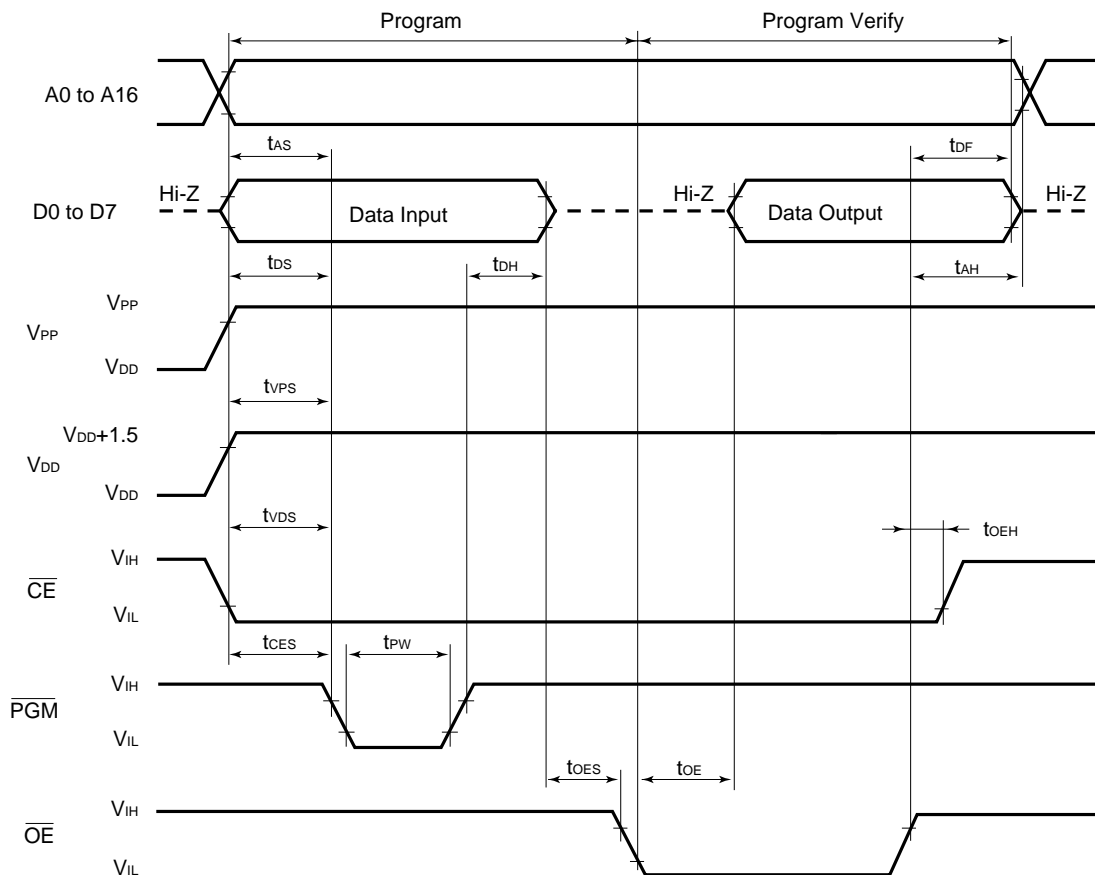 Program Program Verify
A0 to A16
tAS tDF
Hi-Z Hi-Z Hi-Z
D0 to D7 Data Input Data Output
tDS tDH tAH
VPP
VPP
VDD
tVPS
VDD+1.5
VDD
VDD
tVDS
tOEH
VIH
CE
VIL
tCES tPW
VIH
PGM
VIL
tOES tOE
VIH
OE
VIL